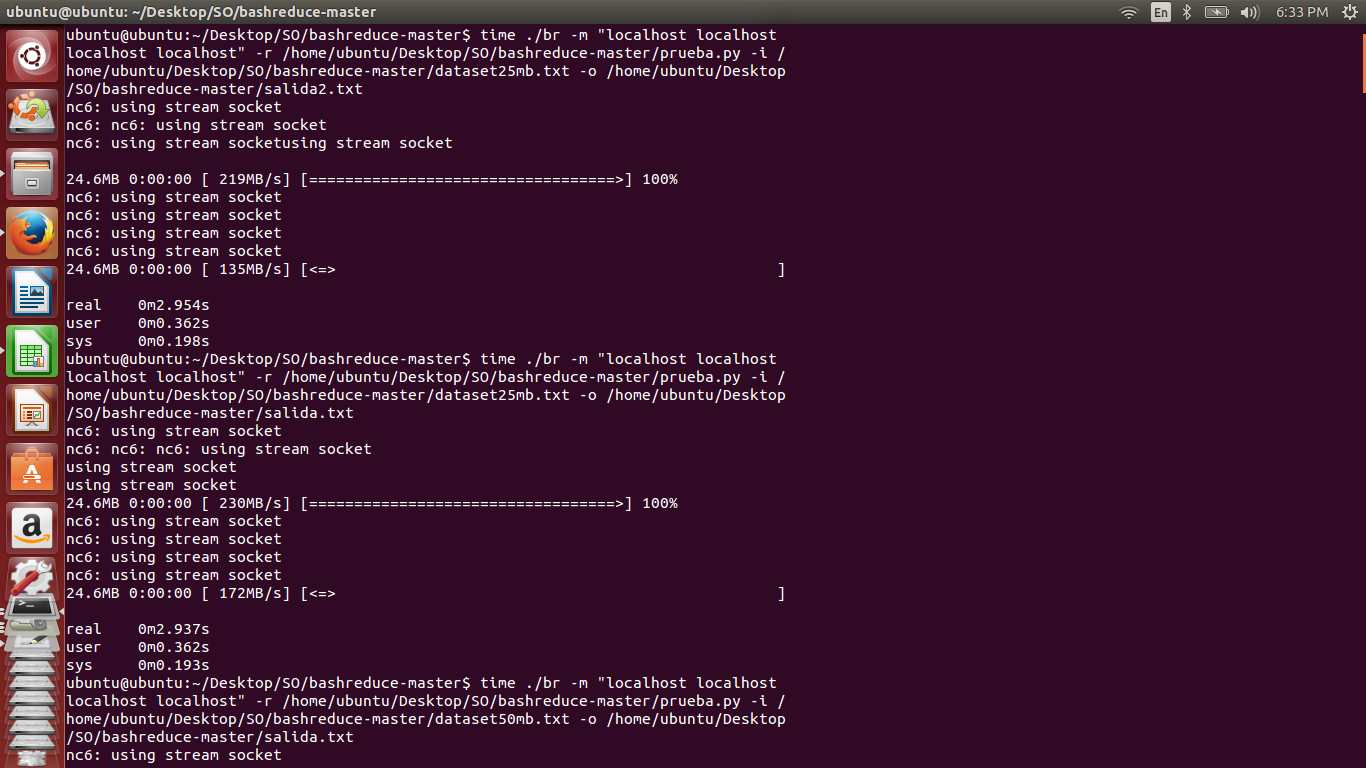 ubuntu@ubuntu: ~/Desktop/SO/bashreduce-master
En
6:33 PM
ubuntu@ubuntu:~/Desktop/SO/bashreduce-master$ time ./br -m "localhost localhost
localhost localhost" -r /home/ubuntu/Desktop/SO/bashreduce-master/prueba.py -i /
home/ubuntu/Desktop/SO/bashreduce-master/dataset25mb.txt -o /home/ubuntu/Desktop
/SO/bashreduce-master/salida2.txt
nc6: using stream socket
nc6: nc6: using stream socket
nc6: using stream socketusing stream socket
24.6MB 0:00:00 [ 219MB/s] [==================================>] 100%
nc6: using stream socket
nc6: using stream socket
nc6: using stream socket
nc6: using stream socket
24.6MB 0:00:00 [ 135MB/s] [<=>                                                 ]
real    0m2.954s
user    0m0.362s
sys     0m0.198s
ubuntu@ubuntu:~/Desktop/SO/bashreduce-master$ time ./br -m "localhost localhost
localhost localhost" -r /home/ubuntu/Desktop/SO/bashreduce-master/prueba.py -i /
home/ubuntu/Desktop/SO/bashreduce-master/dataset25mb.txt -o /home/ubuntu/Desktop
/SO/bashreduce-master/salida.txt
nc6: using stream socket
nc6: nc6: nc6: using stream socket
using stream socket
using stream socket
24.6MB 0:00:00 [ 230MB/s] [==================================>] 100%
nc6: using stream socket
nc6: using stream socket
nc6: using stream socket
nc6: using stream socket
24.6MB 0:00:00 [ 172MB/s] [<=>                                                 ]
real    0m2.937s
user    0m0.362s
sys     0m0.193s
ubuntu@ubuntu:~/Desktop/SO/bashreduce-master$ time ./br -m "localhost localhost
localhost localhost" -r /home/ubuntu/Desktop/SO/bashreduce-master/prueba.py -i /
home/ubuntu/Desktop/SO/bashreduce-master/dataset50mb.txt -o /home/ubuntu/Desktop
/SO/bashreduce-master/salida.txt
nc6: using stream socket